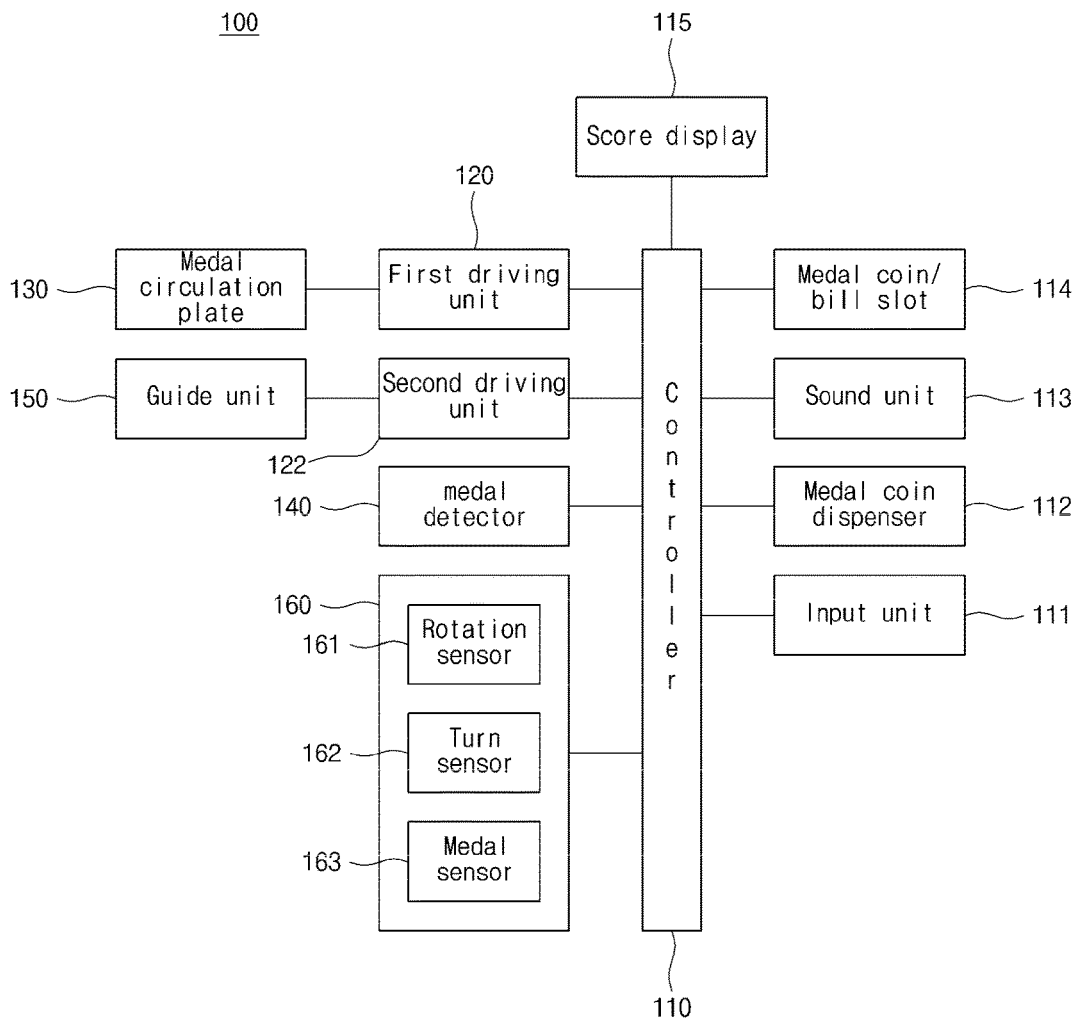 100
115
Score display
120
Medal
circulation
plate
130
First driving
unit
Medal coin/
bill slot
114
150
Guide unit
Second driving
unit
122
Controller
Sound unit
113
140
medal
detector
Medal coin
dispenser
112
160
161
Rotation
sensor
Input unit
111
162
Turn
sensor
163
Medal
sensor
110